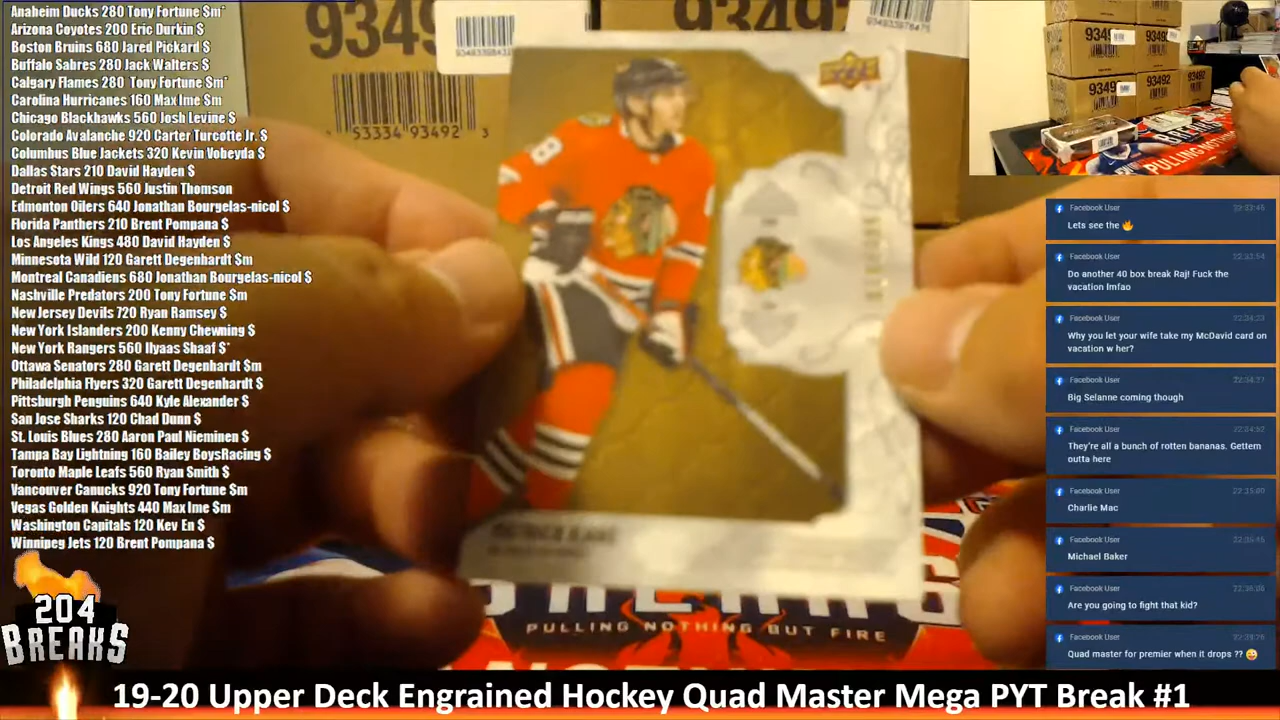 Anaheim Ducks 280 Tony Fortune $m*
Arizona Coyotes 200 Eric Durkin $
Boston Bruins 680 Jared Pickard $
Buffalo Sabres 280 Jack Walters $
Calgary Flames 280 Tony Fortune $m*
Carolina Hurricanes 160 Max Ime $m
Chicago Blackhawks 560 Josh Levine $
Colorado Avalanche 920 Carter Turcotte Jr. $
Columbus Blue Jackets 320 Kevin Voheyda $
Dallas Stars 210 David Hayden $
Detroit Red Wings 560 Justin Thomson
Edmonton Oilers 640 Jonathan Bourgelas-nicol $
Florida Panthers 210 Brent Pompana $
Los Angeles Kings 480 David Hayden $
Minnesota Wild 120 Garett Degenhardt $m
Montreal Canadiens 680 Jonathan Bourgelas-nicol $
Nashville Predators 200 Tony Fortune $m
New Jersey Devils 720 Ryan Ramsey $
New York Islanders 200 Kenny Chewning $
New York Rangers 560 Ilyaas Shaaf $*
Ottawa Senators 280 Garett Degenhardt $m
Philadelphia Flyers 320 Garett Degenhardt $
Pittsburgh Penguins 640 Kyle Alexander $
San Jose Sharks 120 Chad Dunn $
St. Louis Blues 280 Aaron Paul Nieminen $
Tampa Bay Lightning 160 Bailey BoysRacing $
Toronto Maple Leafs 560 Ryan Smith $
Vancouver Canucks 920 Tony Fortune $m
Vegas Golden Knights 440 Max Ime $m
Washington Capitals 120 Kev En $
Winnipeg Jets 120 Brent Pompana $
204
BREAKS
53334 93492 3
PATRICK KANE
PULLING NOTHING BUT FIRE
93492
93492
Facebook User
Lets see the 🔥
Facebook User
Do another 40 box break Raj! Fuck the
vacation lmfao
Facebook User
Why you let your wife take my McDavid card on
vacation w her?
Facebook User
Big Selanne coming though
Facebook User
They're all a bunch of rotten bananas. Gettem
outta here
Facebook User
Charlie Mac
Facebook User
Michael Baker
Facebook User
Are you going to fight that kid?
Facebook User
Quad master for premier when it drops ?? 😜
19-20 Upper Deck Engrained Hockey Quad Master Mega PYT Break #1